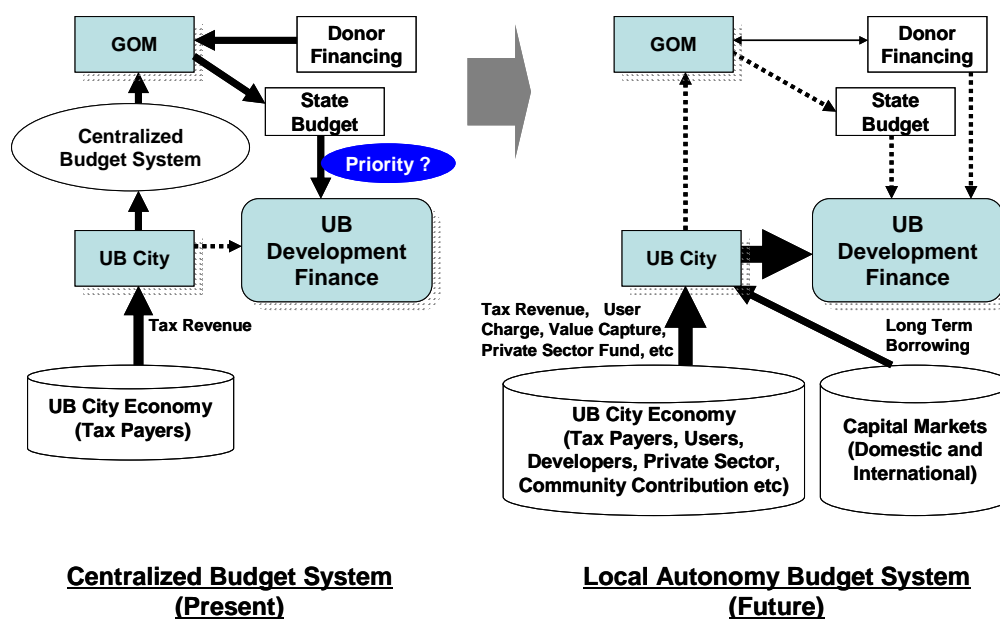 GOM
Donor
Financing
State
Budget
Centralized
Budget System
Priority ?
UB City
UB
Development
Finance
Tax Revenue
UB City Economy
(Tax Payers)
Centralized Budget System
(Present)
GOM
Donor
Financing
State
Budget
UB City
UB
Development
Finance
Tax Revenue, User
Charge, Value Capture,
Private Sector Fund, etc
Long Term
Borrowing
UB City Economy
(Tax Payers, Users,
Developers, Private Sector,
Community Contribution etc)
Capital Markets
(Domestic and
International)
Local Autonomy Budget System
(Future)